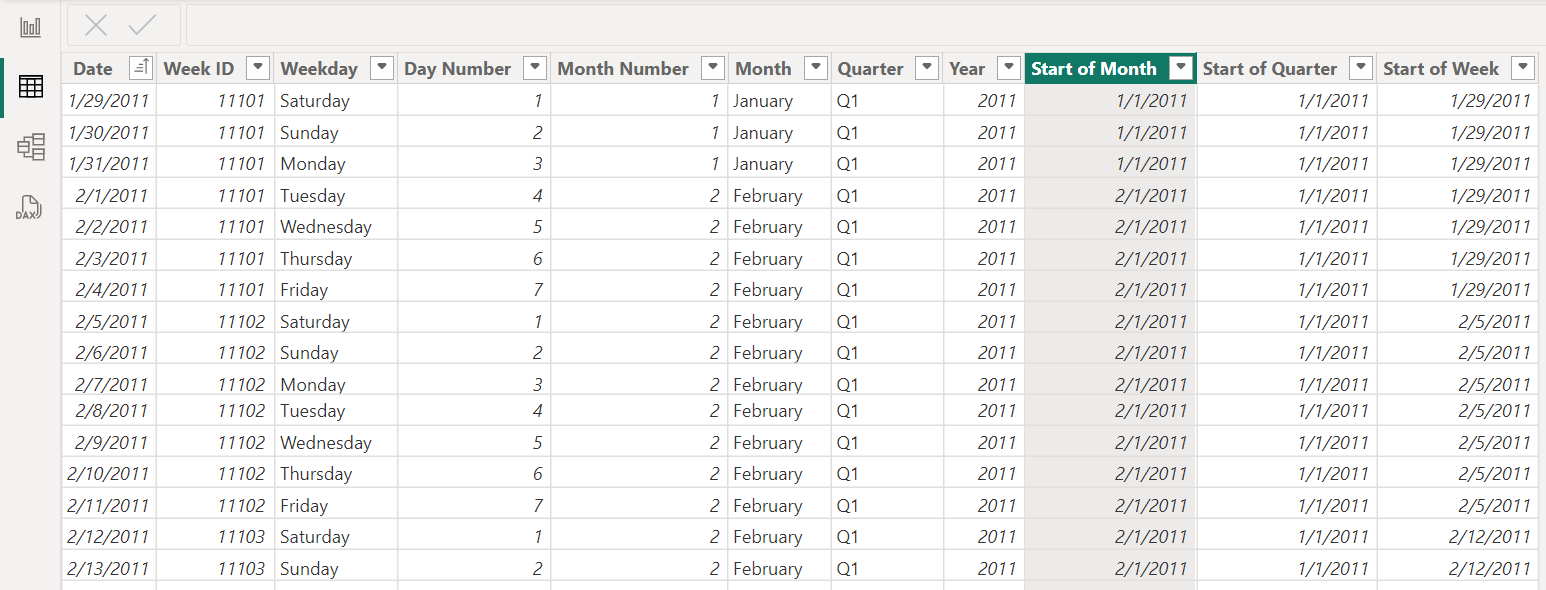 Date Week ID Weekday Day Number Month Number Month Quarter Year Start of Month Start of Quarter Start of Week
1/29/2011 11101 Saturday 1 1 January Q1 2011 1/1/2011 1/1/2011 1/29/2011
1/30/2011 11101 Sunday 2 1 January Q1 2011 1/1/2011 1/1/2011 1/29/2011
1/31/2011 11101 Monday 3 1 January Q1 2011 1/1/2011 1/1/2011 1/29/2011
2/1/2011 11101 Tuesday 4 2 February Q1 2011 2/1/2011 1/1/2011 1/29/2011
DAX 2/2/2011 11101 Wednesday 5 2 February Q1 2011 2/1/2011 1/1/2011 1/29/2011
2/3/2011 11101 Thursday 6 2 February Q1 2011 2/1/2011 1/1/2011 1/29/2011
2/4/2011 11101 Friday 7 2 February Q1 2011 2/1/2011 1/1/2011 1/29/2011
2/5/2011 11102 Saturday 1 2 February Q1 2011 2/1/2011 1/1/2011 2/5/2011
2/6/2011 11102 Sunday 2 2 February Q1 2011 2/1/2011 1/1/2011 2/5/2011
2/7/2011 11102 Monday 3 2 February Q1 2011 2/1/2011 1/1/2011 2/5/2011
2/8/2011 11102 Tuesday 4 2 February Q1 2011 2/1/2011 1/1/2011 2/5/2011
2/9/2011 11102 Wednesday 5 2 February Q1 2011 2/1/2011 1/1/2011 2/5/2011
2/10/2011 11102 Thursday 6 2 February Q1 2011 2/1/2011 1/1/2011 2/5/2011
2/11/2011 11102 Friday 7 2 February Q1 2011 2/1/2011 1/1/2011 2/5/2011
2/12/2011 11103 Saturday 1 2 February Q1 2011 2/1/2011 1/1/2011 2/12/2011
2/13/2011 11103 Sunday 2 2 February Q1 2011 2/1/2011 1/1/2011 2/12/2011